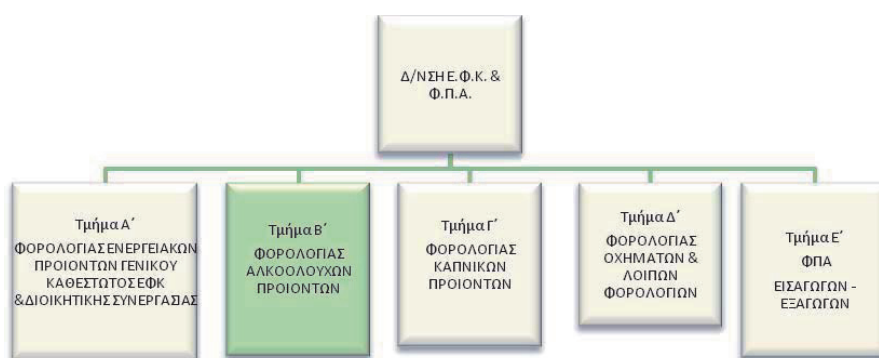 Δ/ΝΣΗ Ε.Φ.Κ. &
Φ.Π.Α.
Τμήμα Α΄
ΦΟΡΟΛΟΓΙΑΣ ΕΝΕΡΓΕΙΑΚΩΝ
ΠΡΟΙΟΝΤΩΝ ΓΕΝΙΚΟΥ
ΚΑΘΕΣΤΩΤΟΣ ΕΦΚ
& ΔΙΟΙΚΗΤΙΚΗΣ ΣΥΝΕΡΓΑΣΙΑΣ
Τμήμα Β΄
ΦΟΡΟΛΟΓΙΑΣ
ΑΛΚΟΟΛΟΥΧΩΝ
ΠΡΟΙΟΝΤΩΝ
Τμήμα Γ΄
ΦΟΡΟΛΟΓΙΑΣ
ΚΑΠΝΙΚΩΝ
ΠΡΟΙΟΝΤΩΝ
Τμήμα Δ΄
ΦΟΡΟΛΟΓΙΑΣ
ΟΧΗΜΑΤΩΝ &
ΛΟΙΠΩΝ
ΦΟΡΟΛΟΓΙΩΝ
Τμήμα Ε΄
ΦΠΑ
ΕΙΣΑΓΩΓΩΝ -
ΕΞΑΓΩΓΩΝ